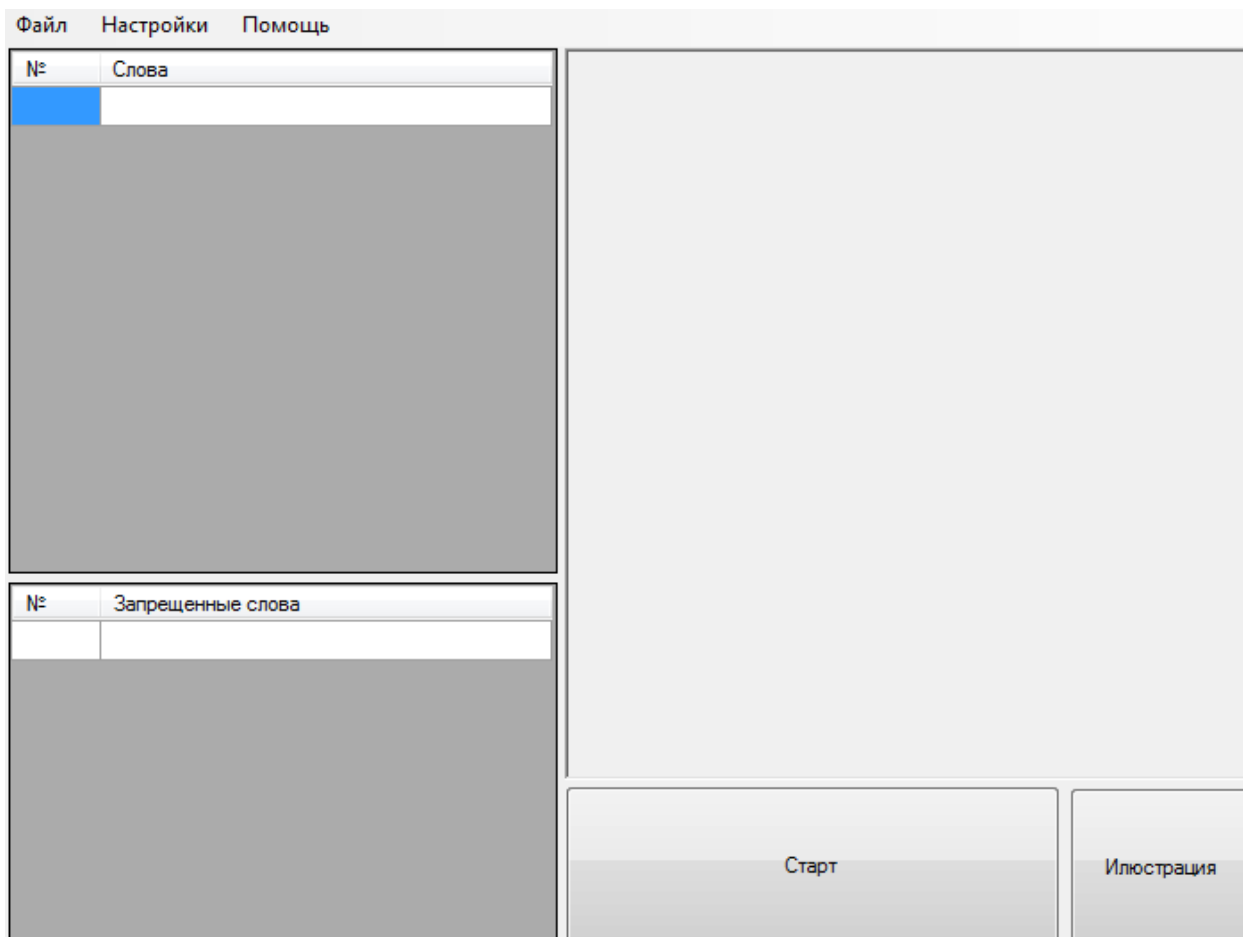 Файл Настройки Помощь
№ Слова
№ Запрещенные слова
Старт
Илюстрация